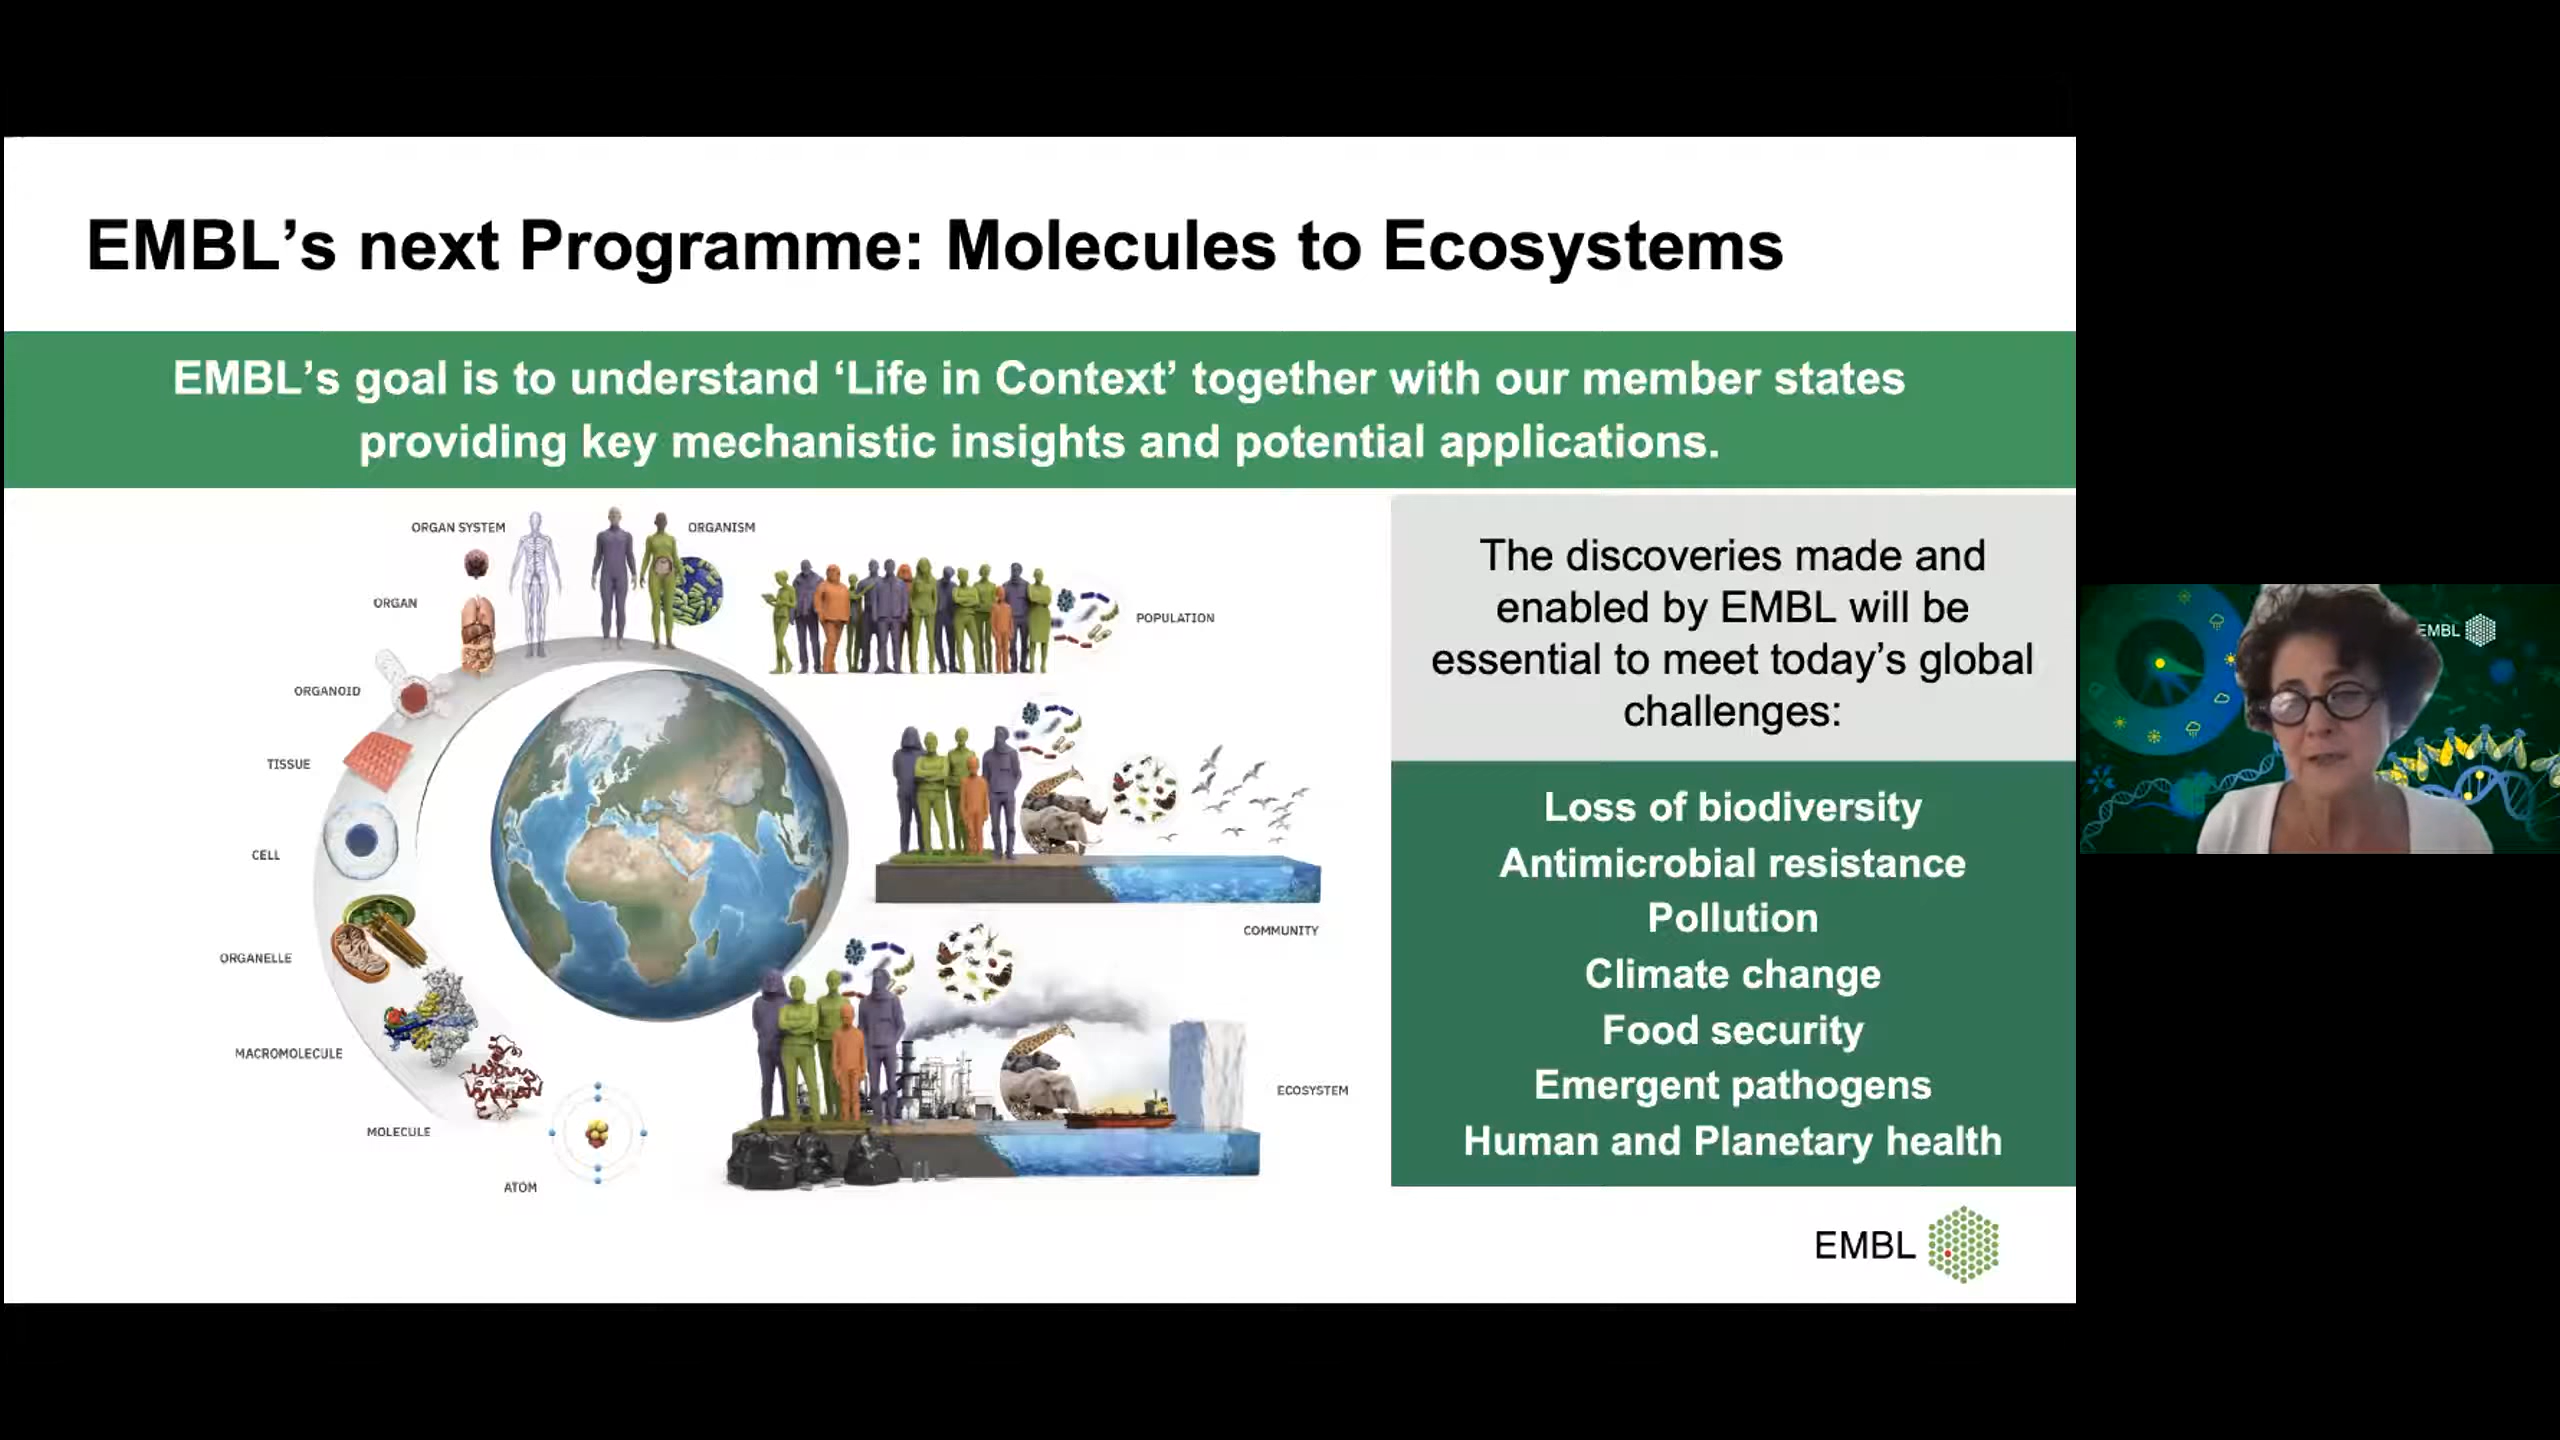 EMBL’s next Programme: Molecules to Ecosystems
EMBL’s goal is to understand ‘Life in Context’ together with our member states
providing key mechanistic insights and potential applications.
ORGAN SYSTEM
ORGANISM
ORGAN
POPULATION
ORGANOID
TISSUE
CELL
COMMUNITY
ORGANELLE
MACROMOLECULE
ECOSYSTEM
MOLECULE
ATOM
The discoveries made and
enabled by EMBL will be
essential to meet today’s global
challenges:
Loss of biodiversity
Antimicrobial resistance
Pollution
Climate change
Food security
Emergent pathogens
Human and Planetary health
EMBL
EMBL